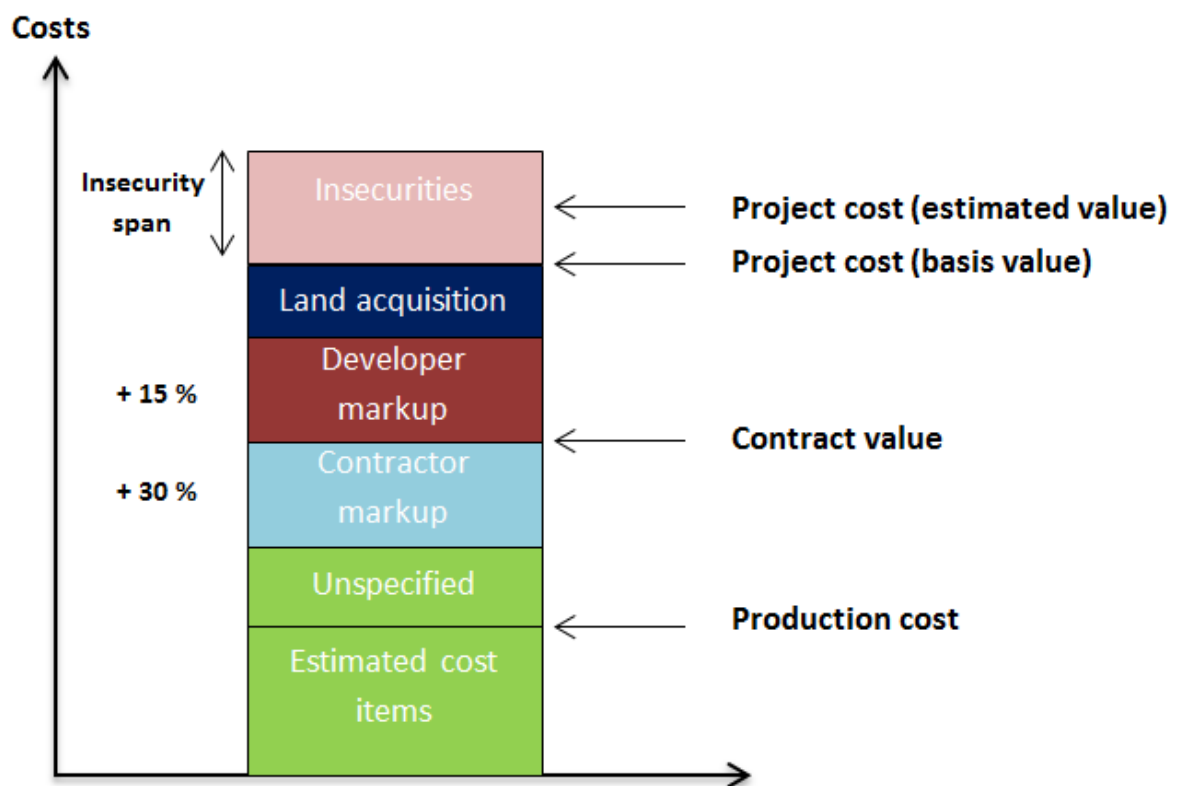 Costs
Insecurity
span
Insecurities
Project cost (estimated value)
Project cost (basis value)
Land acquisition
+ 15 %
Developer
markup
Contract value
+ 30 %
Contractor
markup
Unspecified
Production cost
Estimated cost
items